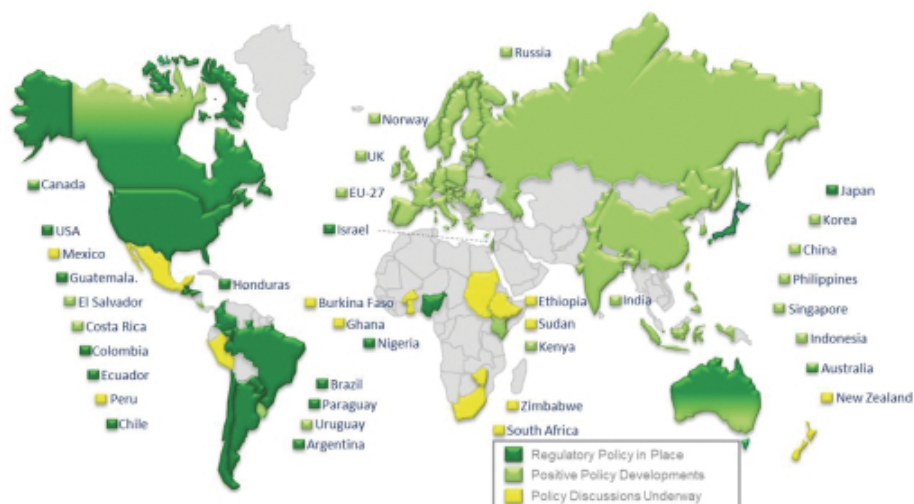 Russia
Norway
UK
EU-27
Israel
Canada
USA
Mexico
Guatemala.
El Salvador
Costa Rica
Colombia
Ecuador
Peru
Chile
Honduras
Brazil
Paraguay
Uruguay
Argentina
Burkina Faso
Ghana
Nigeria
Ethiopia
Sudan
Kenya
Zimbabwe
South Africa
India
Japan
Korea
China
Philippines
Singapore
Indonesia
Australia
New Zealand
Regulatory Policy in Place
Positive Policy Developments
Policy Discussions Underway